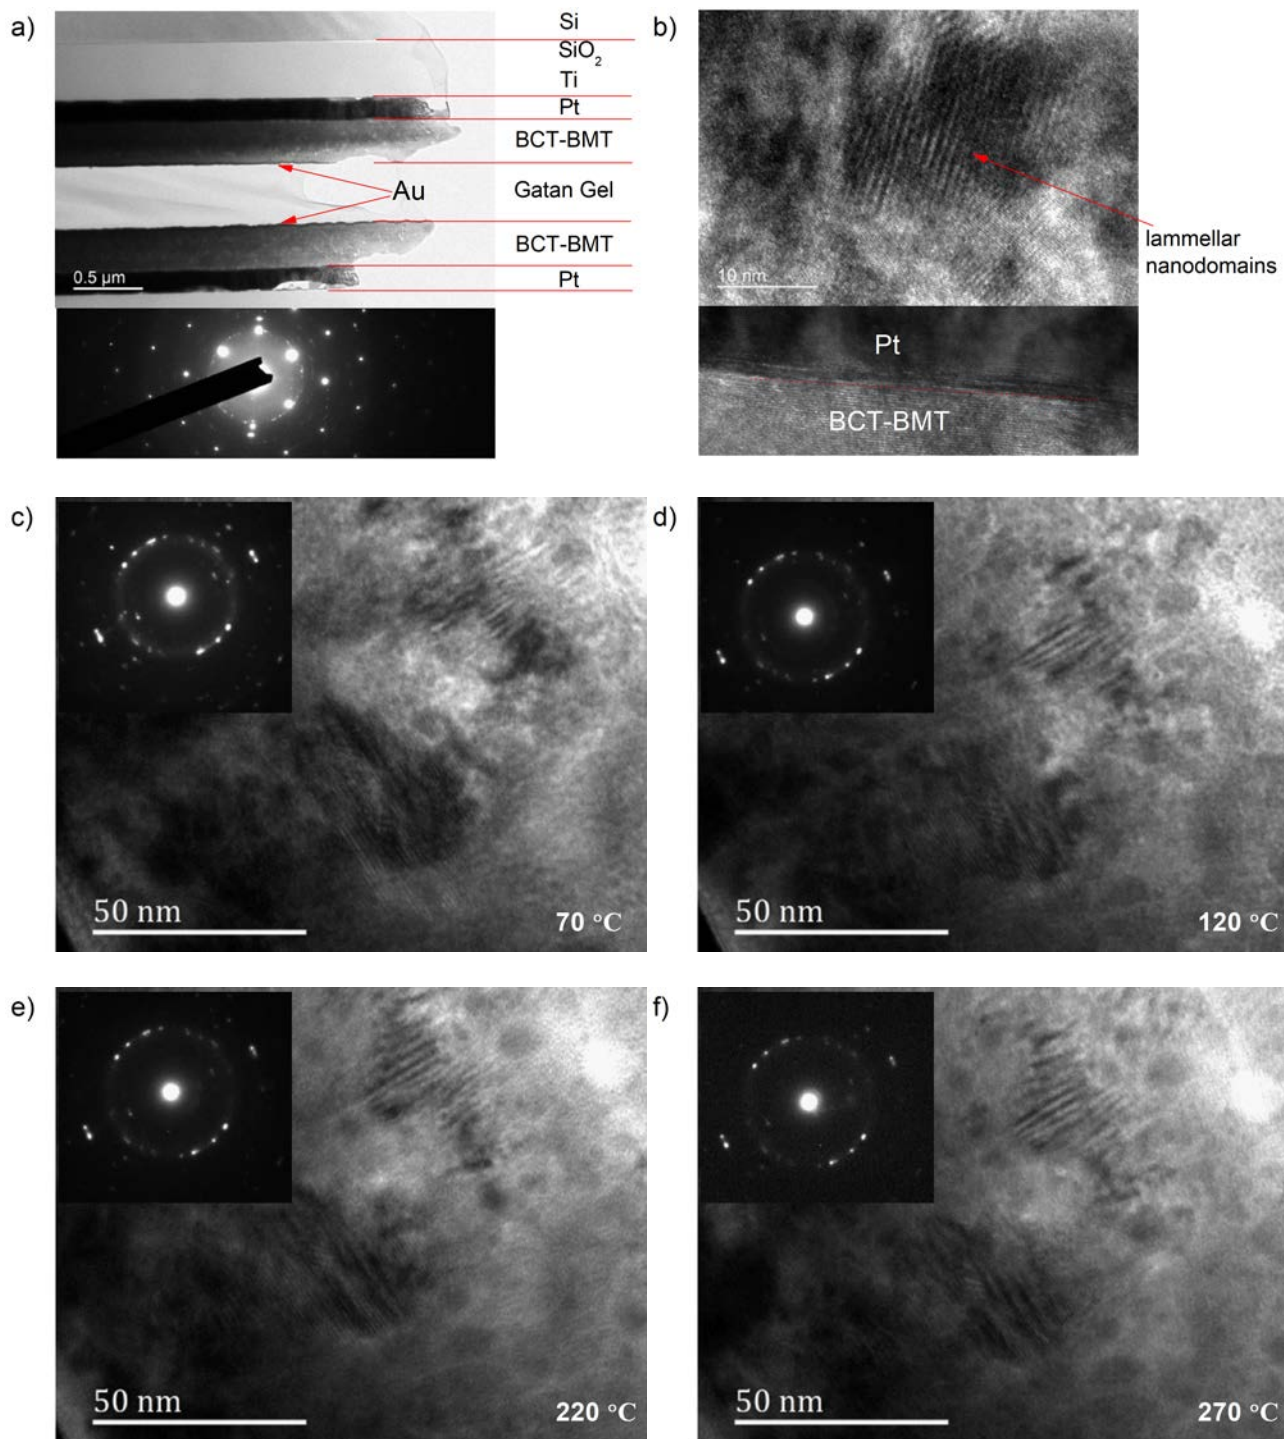 a)
Si
SiO2
Ti
Pt
BCT-BMT
Au
Gatan Gel
BCT-BMT
Pt
0.5 µm
b)
10 nm
lammellar
nanodomains
Pt
BCT-BMT
c)
50 nm
70 °C
d)
50 nm
120 °C
e)
50 nm
220 °C
f)
50 nm
270 °C